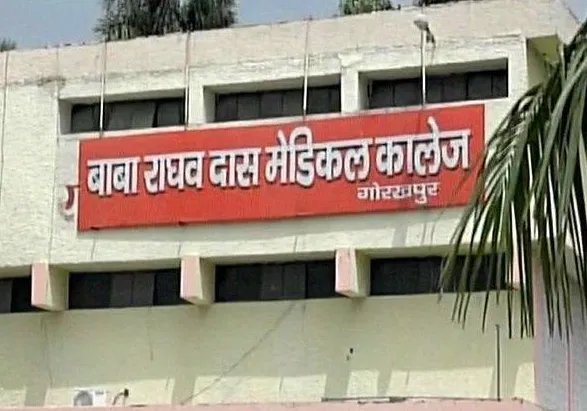 बाबा राघव दास मेडिकल कालेज
गोरखपुर